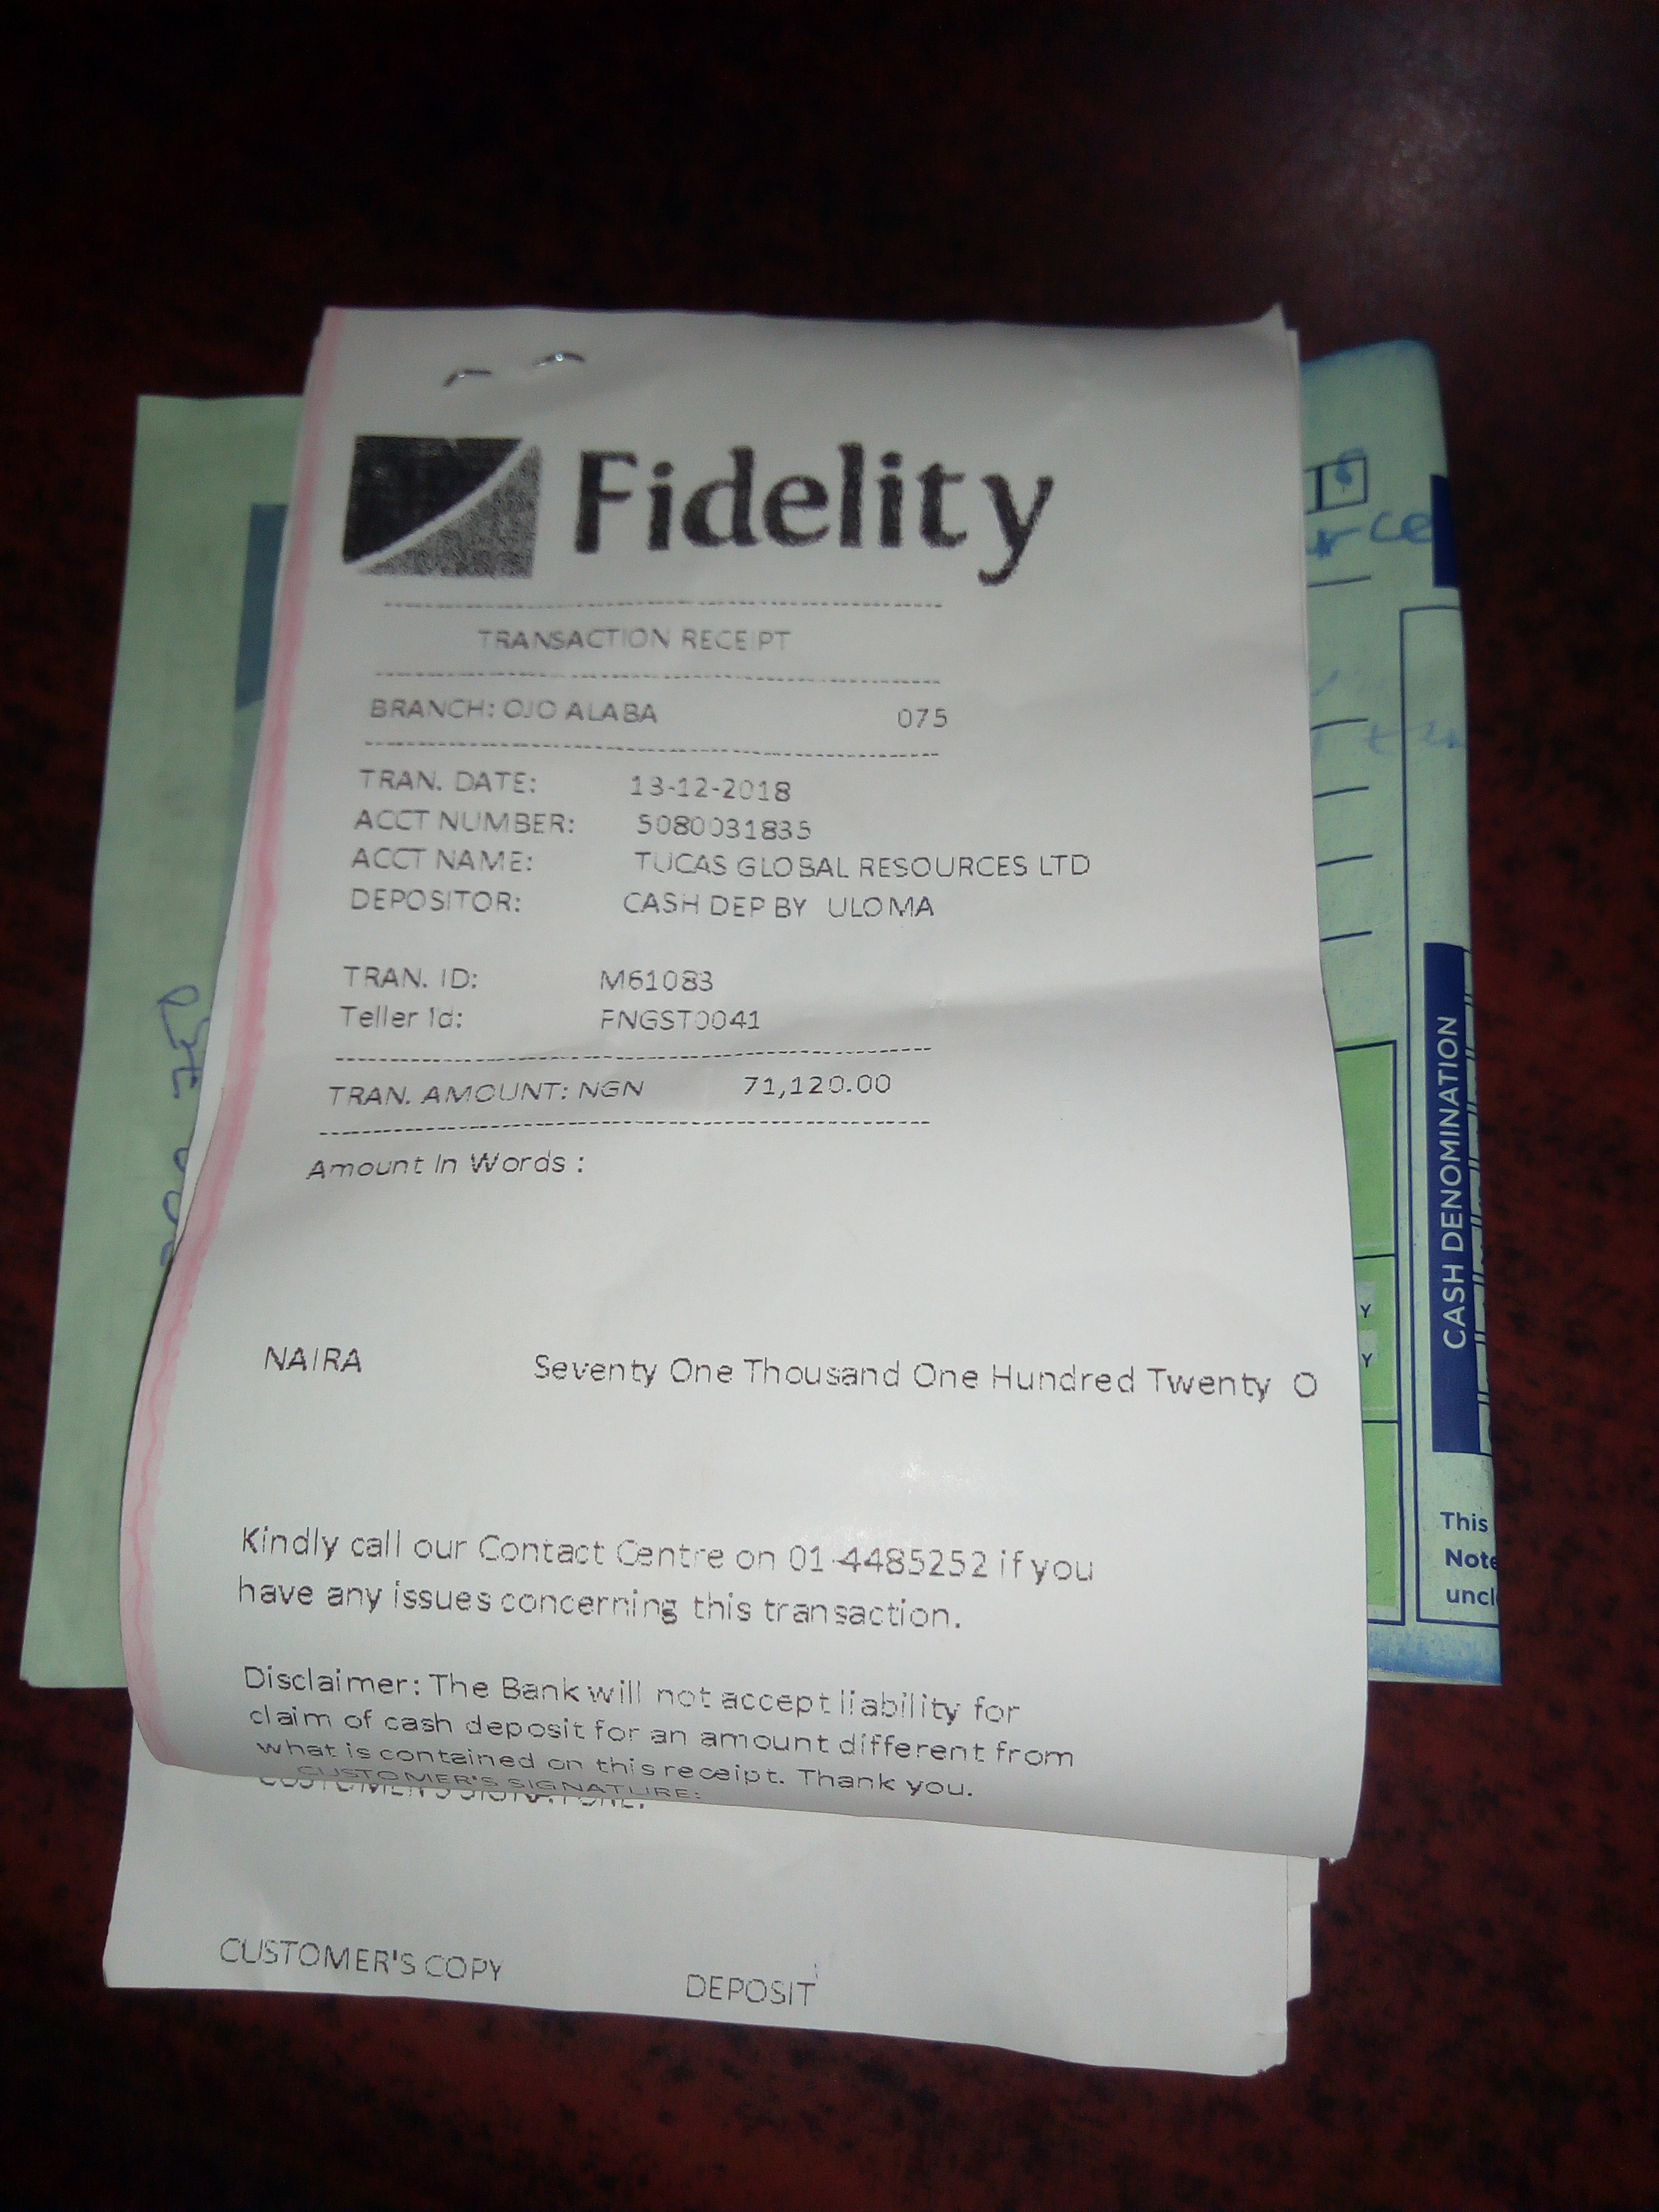 Fidelity
TRANSACTION RECEIPT
BRANCH: OJO ALABA 075
TRAN. DATE: 13-12-2018
ACCT NUMBER: 5080031835
ACCT NAME: TUCAS GLOBAL RESOURCES LTD
DEPOSITOR: CASH DEP BY ULOMA
TRAN. ID: M61083
Teller Id: FNGST0041
TRAN. AMOUNT: NGN 71,120.00
Amount In Words :
NAIRA Seventy One Thousand One Hundred Twenty O
Kindly call our Contact Centre on 01-4485252 if you
have any issues concerning this transaction.
Disclaimer: The Bank will not accept liability for
claim of cash deposit for an amount different from
what is contained on this receipt. Thank you.
CUSTOMER'S SIGNATURE:
CUSTOMER'S COPY DEPOSIT
CASH DENOMINATION
Y
Y
This